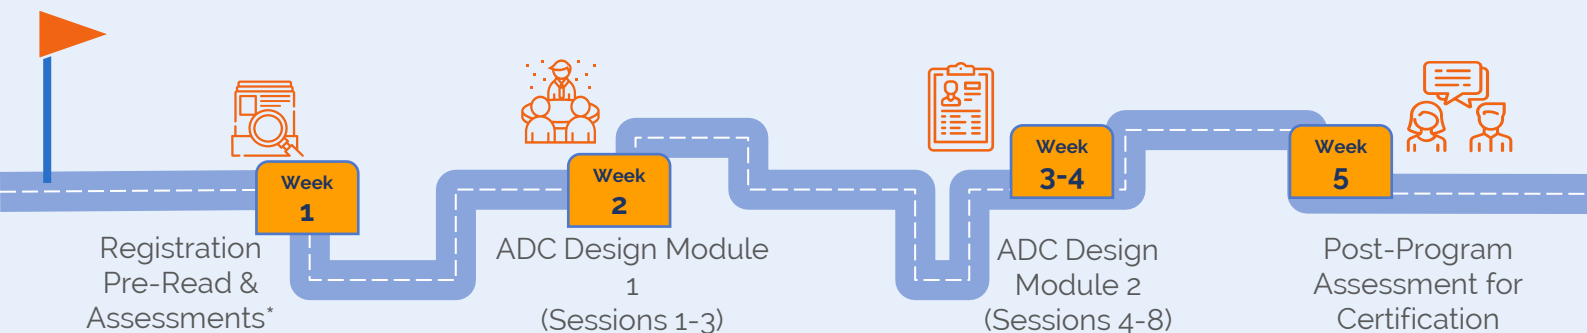 Week
1
Registration
Pre-Read &
Assessments*
Week
2
ADC Design Module
1
(Sessions 1-3)
Week
3-4
ADC Design
Module 2
(Sessions 4-8)
Week
5
Post-Program
Assessment for
Certification